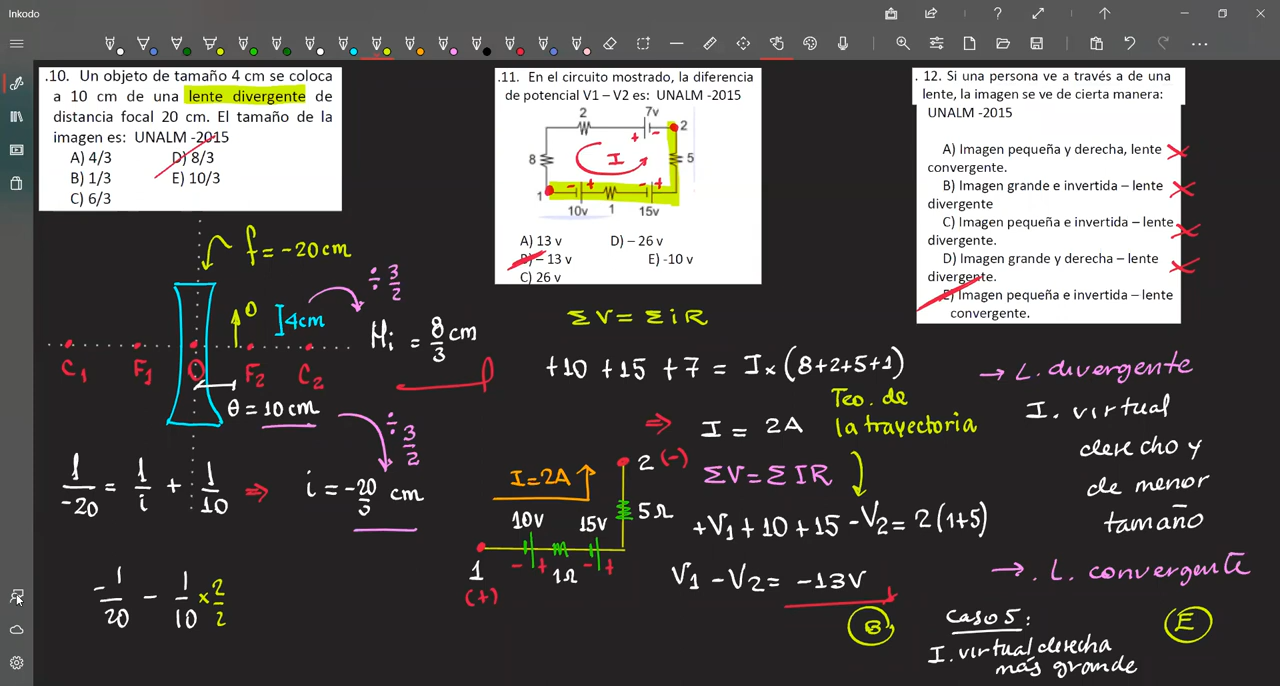 Inkodo
.10. Un objeto de tamaño 4 cm se coloca
a 10 cm de una lente divergente de
distancia focal 20 cm. El tamaño de la
imagen es: UNALM -2015
A) 4/3 D) 8/3
B) 1/3 E) 10/3
C) 6/3
f = -20 cm
÷ 3/2
O
4cm
Hi = 8/3 cm
C1 F1 O F2 C2
θ = 10 cm
÷ 3/2
1/-20 = 1/i + 1/10 ⇒ i = -20/3 cm
-1/20 - 1/10 × 2/2
.11. En el circuito mostrado, la diferencia
de potencial V1 – V2 es: UNALM -2015
2 7v
+ - 2
8 I 5
- + - +
1 10v 1 15v
A) 13 v D) – 26 v
B) – 13 v E) -10 v
C) 26 v
ΣV = ΣiR
+10 + 15 + 7 = I × (8+2+5+1)
⇒ I = 2A
Teo. de
la trayectoria
2 (-)
I = 2A
ΣV = ΣIR
5Ω
10V 15V
+V1 + 10 + 15 - V2 = 2(1+5)
1 - + 1Ω - +
(+)
V1 - V2 = -13V
B
. 12. Si una persona ve a través a de una
lente, la imagen se ve de cierta manera:
UNALM -2015
A) Imagen pequeña y derecha, lente
convergente.
B) Imagen grande e invertida – lente
divergente
C) Imagen pequeña e invertida – lente
divergente.
D) Imagen grande y derecha – lente
divergente.
E) Imagen pequeña e invertida – lente
convergente.
→ L. divergente
I. virtual
derecho y
de menor
tamaño
→ L. convergente
Caso 5:
I. virtual derecha
más grande
E